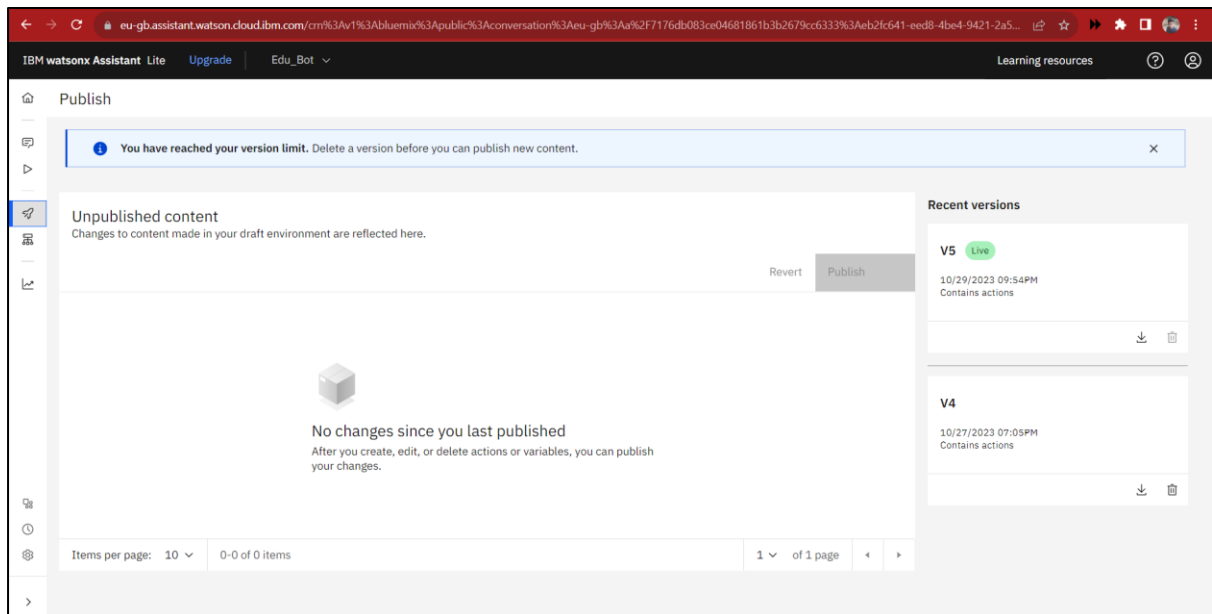 eu-gb.assistant.watson.cloud.ibm.com/crn%3Av1%3Abluemix%3Apublic%3Aconversation%3Aeu-gb%3Aa%2F7176db083ce04681861b3b2679cc6333%3Aeb2fc641-eed8-4be4-9421-2a5...
IBM watsonx Assistant Lite Upgrade Edu_Bot Learning resources
Publish
You have reached your version limit. Delete a version before you can publish new content.
Unpublished content
Changes to content made in your draft environment are reflected here.
Revert Publish
No changes since you last published
After you create, edit, or delete actions or variables, you can publish
your changes.
Items per page: 10 0-0 of 0 items 1 of 1 page
Recent versions
V5 Live
10/29/2023 09:54PM
Contains actions
V4
10/27/2023 07:05PM
Contains actions